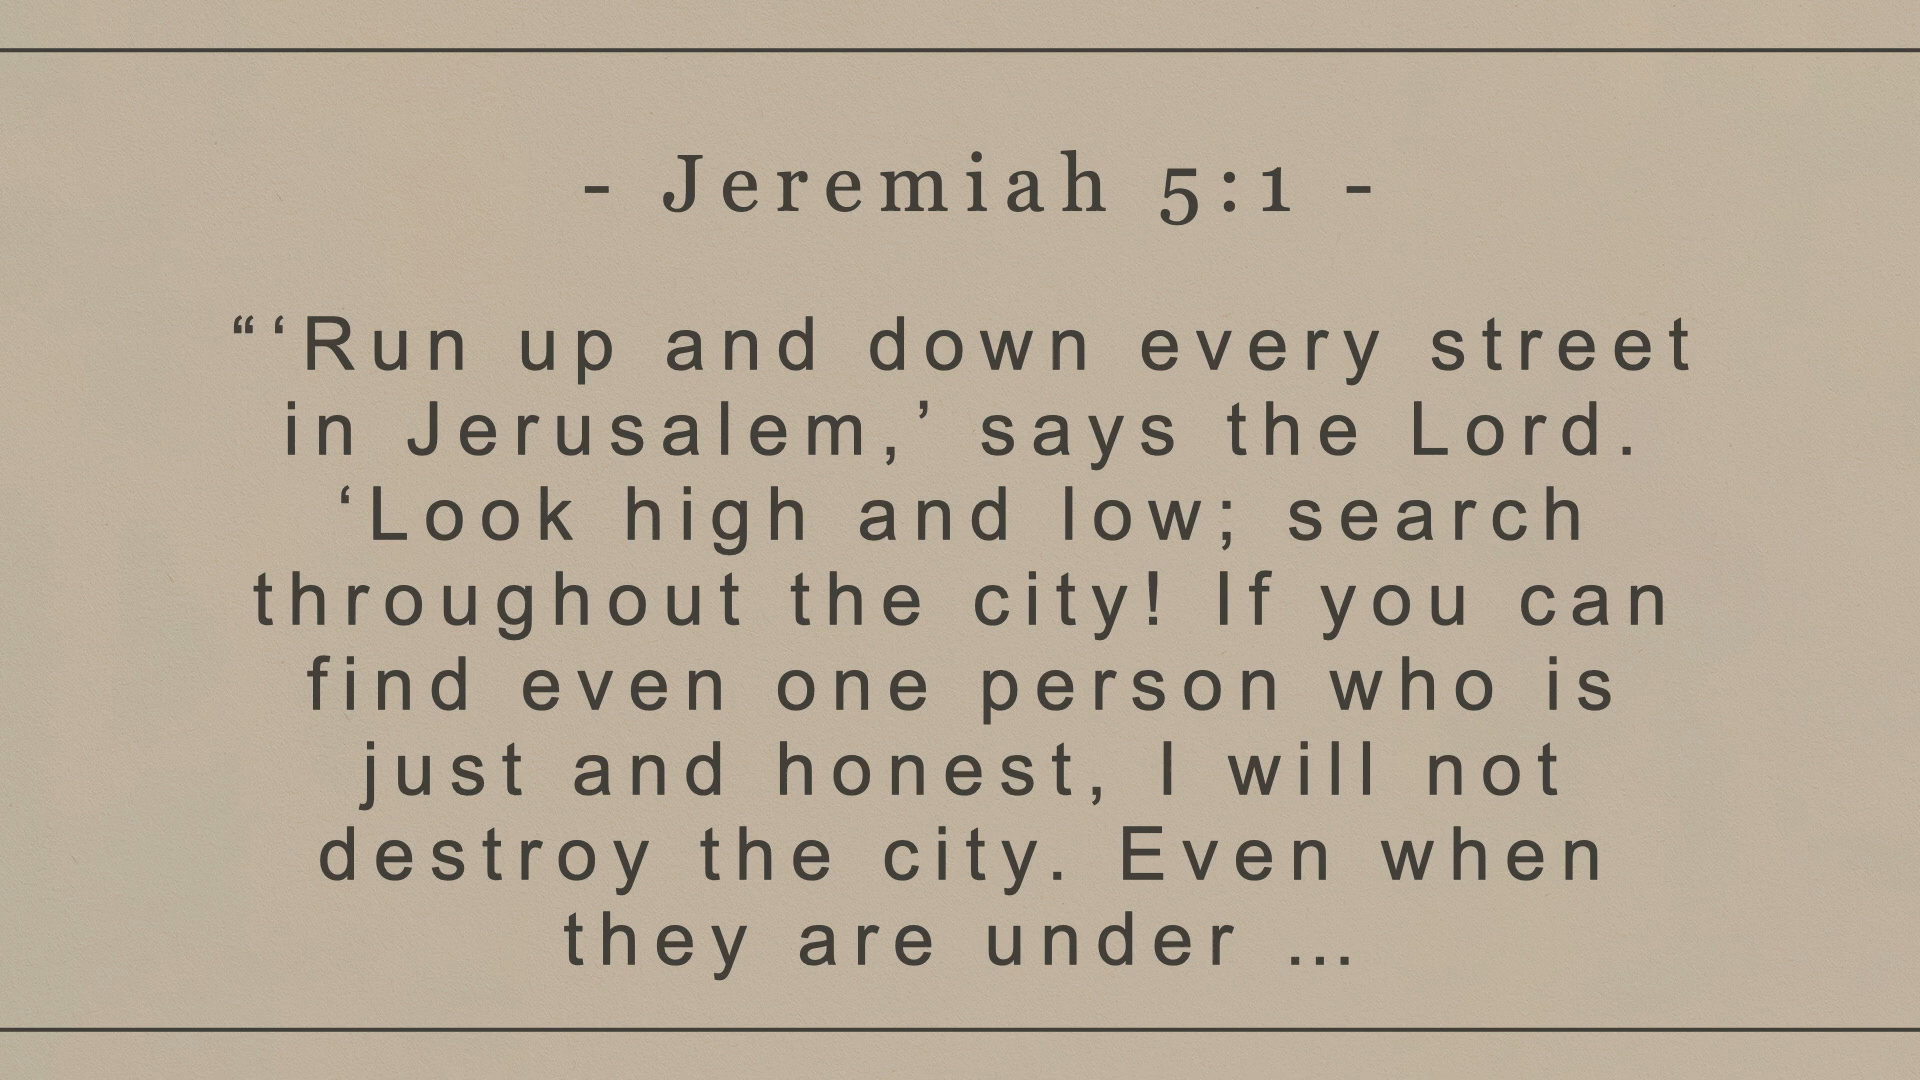 - Jeremiah 5:1 -
“‘Run up and down every street
in Jerusalem,’ says the Lord.
‘Look high and low; search
throughout the city! If you can
find even one person who is
just and honest, I will not
destroy the city. Even when
they are under ...